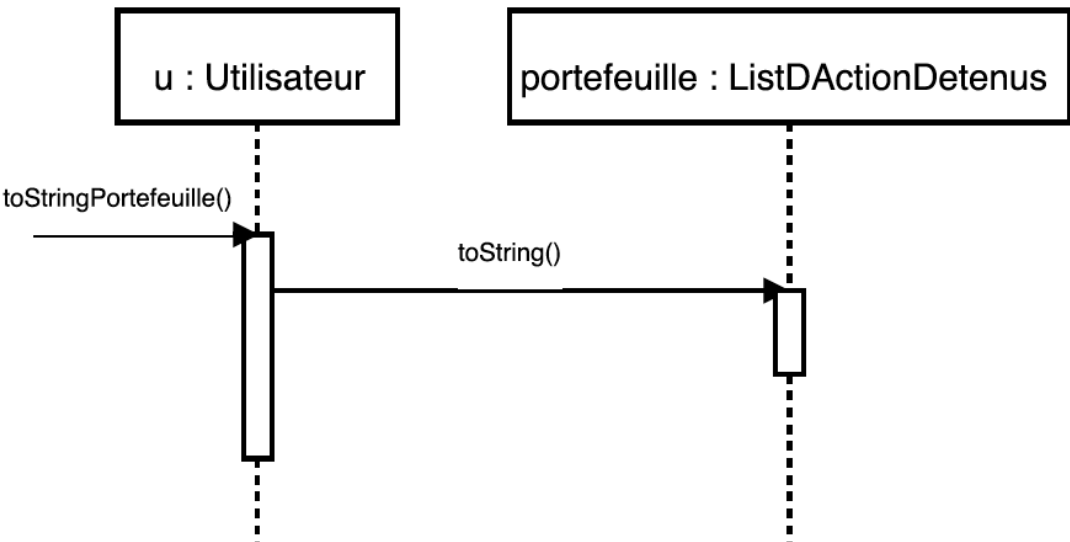 u : Utilisateur
portefeuille : ListDActionDetenus
toStringPortefeuille()
toString()